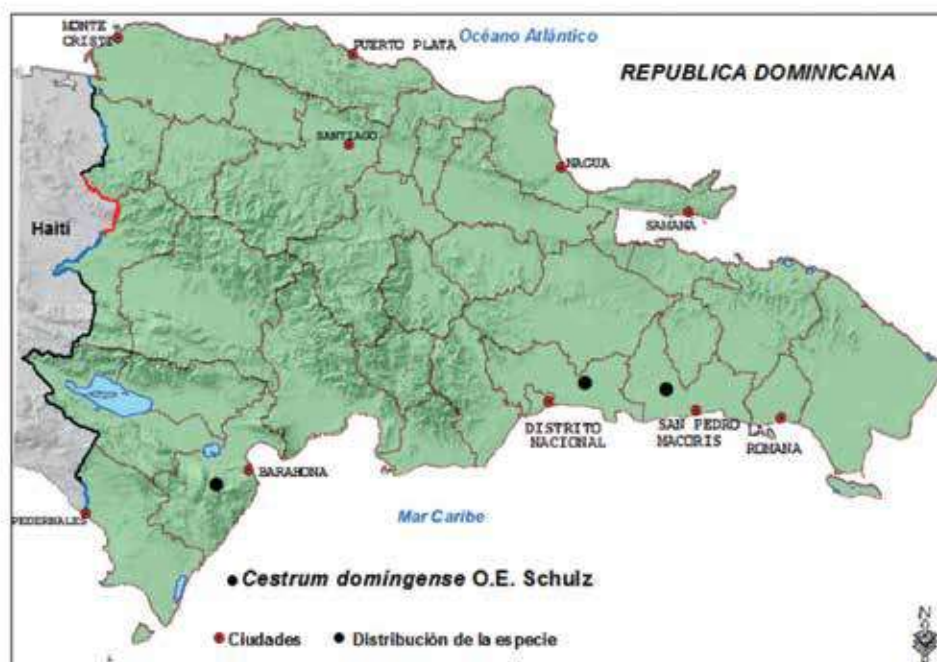 MONTE
CRISTI
Océano Atlántico
PUERTO PLATA
REPUBLICA DOMINICANA
SANTIAGO
NAGUA
SAMANA
Haití
DISTRITO
NACIONAL
SAN PEDRO
MACORIS
LA
ROMANA
BARAHONA
PEDERNALES
Mar Caribe
Cestrum domingense O.E. Schulz
Ciudades
Distribución de la especie
N